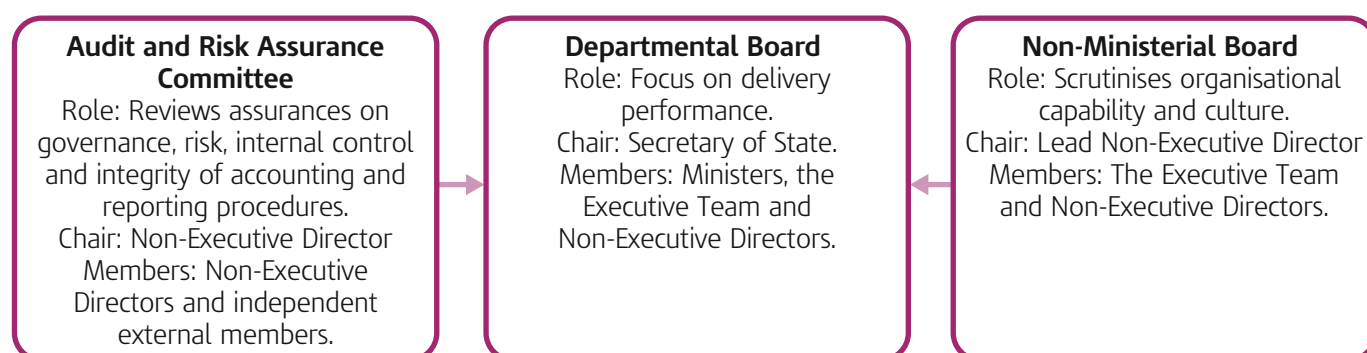 Audit and Risk Assurance
Committee
Role: Reviews assurances on
governance, risk, internal control
and integrity of accounting and
reporting procedures.
Chair: Non-Executive Director
Members: Non-Executive
Directors and independent
external members.
Departmental Board
Role: Focus on delivery
performance.
Chair: Secretary of State.
Members: Ministers, the
Executive Team and
Non-Executive Directors.
Non-Ministerial Board
Role: Scrutinises organisational
capability and culture.
Chair: Lead Non-Executive Director
Members: The Executive Team
and Non-Executive Directors.